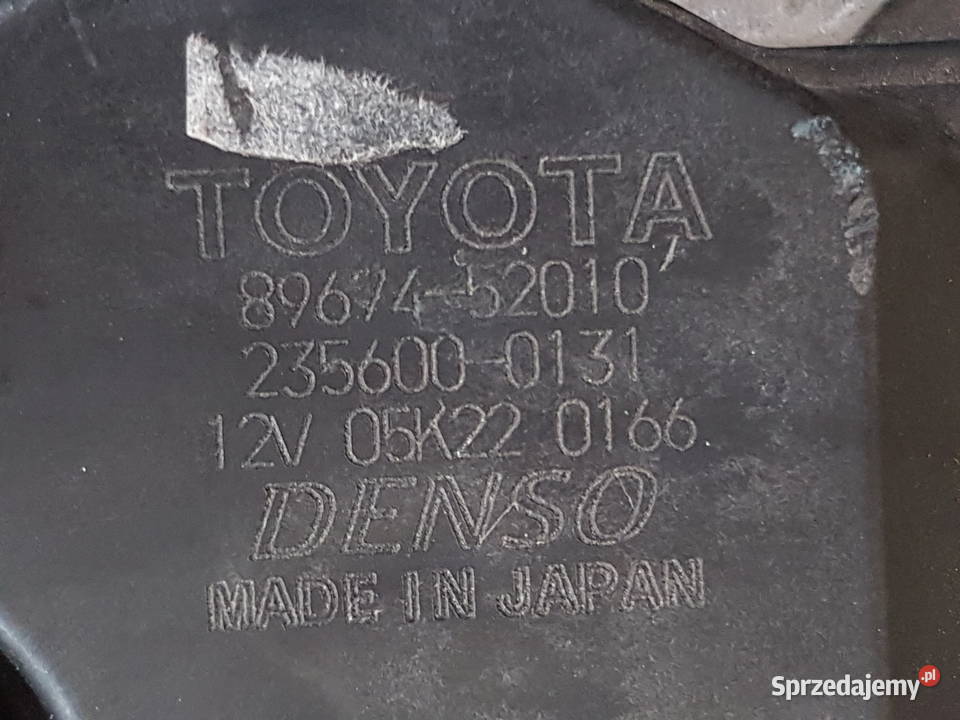 TOYOTA
89674-52010
235600-0131
12V 05K22 0166
DENSO
MADE IN JAPAN
Sprzedajemy.pl